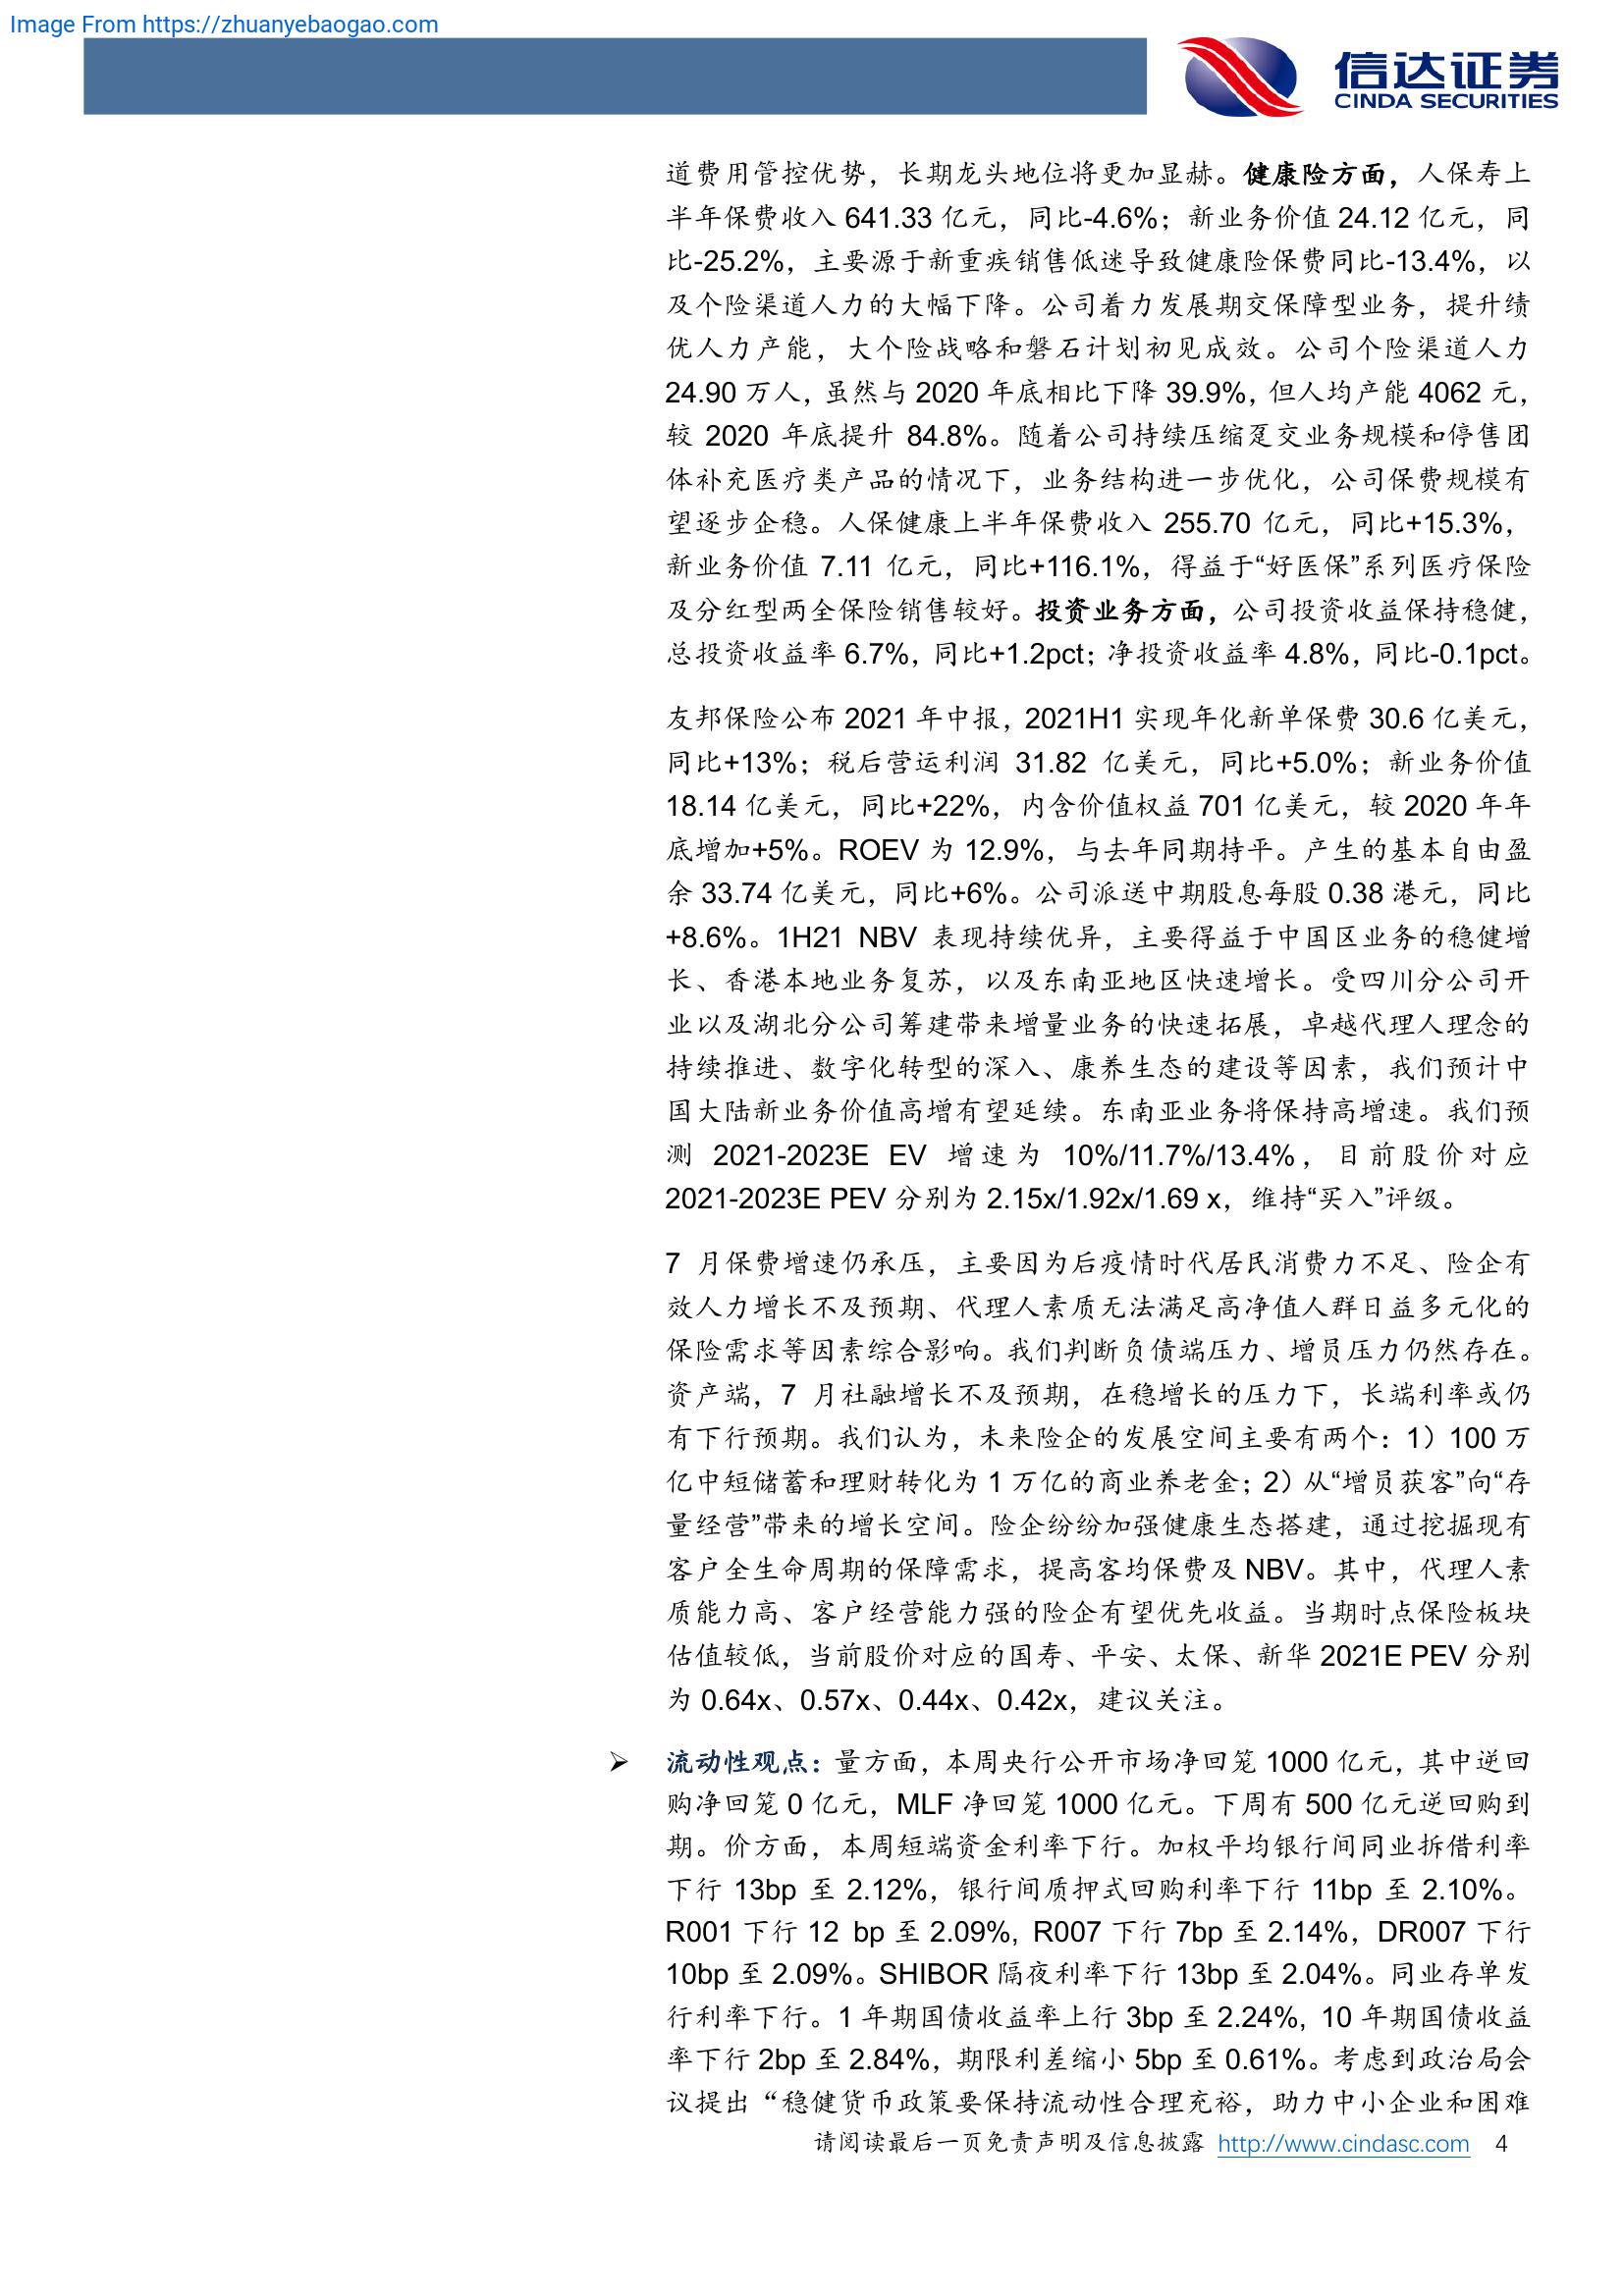 Image From https://zhuanyebaogao.com
信达证券
CINDA SECURITIES
道费用管控优势，长期龙头地位将更加显赫。健康险方面，人保寿上
半年保费收入 641.33 亿元，同比-4.6%；新业务价值 24.12 亿元，同
比-25.2%，主要源于新重疾销售低迷导致健康险保费同比-13.4%，以
及个险渠道人力的大幅下降。公司着力发展期交保障型业务，提升绩
优人力产能，大个险战略和磐石计划初见成效。公司个险渠道人力
24.90 万人，虽然与 2020 年底相比下降 39.9%，但人均产能 4062 元，
较 2020 年底提升 84.8%。随着公司持续压缩趸交业务规模和停售团
体补充医疗类产品的情况下，业务结构进一步优化，公司保费规模有
望逐步企稳。人保健康上半年保费收入 255.70 亿元，同比+15.3%，
新业务价值 7.11 亿元，同比+116.1%，得益于“好医保”系列医疗保险
及分红型两全保险销售较好。投资业务方面，公司投资收益保持稳健，
总投资收益率 6.7%，同比+1.2pct；净投资收益率 4.8%，同比-0.1pct。
友邦保险公布 2021 年中报，2021H1 实现年化新单保费 30.6 亿美元，
同比+13%；税后营运利润 31.82 亿美元，同比+5.0%；新业务价值
18.14 亿美元，同比+22%，内含价值权益 701 亿美元，较 2020 年年
底增加+5%。ROEV 为 12.9%，与去年同期持平。产生的基本自由盈
余 33.74 亿美元，同比+6%。公司派送中期股息每股 0.38 港元，同比
+8.6%。1H21 NBV 表现持续优异，主要得益于中国区业务的稳健增
长、香港本地业务复苏，以及东南亚地区快速增长。受四川分公司开
业以及湖北分公司筹建带来增量业务的快速拓展，卓越代理人理念的
持续推进、数字化转型的深入、康养生态的建设等因素，我们预计中
国大陆新业务价值高增有望延续。东南亚业务将保持高增速。我们预
测 2021-2023E EV 增速为 10%/11.7%/13.4%，目前股价对应
2021-2023E PEV 分别为 2.15x/1.92x/1.69 x，维持“买入”评级。
7 月保费增速仍承压，主要因为后疫情时代居民消费力不足、险企有
效人力增长不及预期、代理人素质无法满足高净值人群日益多元化的
保险需求等因素综合影响。我们判断负债端压力、增员压力仍然存在。
资产端，7 月社融增长不及预期，在稳增长的压力下，长端利率或仍
有下行预期。我们认为，未来险企的发展空间主要有两个：1）100 万
亿中短储蓄和理财转化为 1 万亿的商业养老金；2）从“增员获客”向“存
量经营”带来的增长空间。险企纷纷加强健康生态搭建，通过挖掘现有
客户全生命周期的保障需求，提高客均保费及 NBV。其中，代理人素
质能力高、客户经营能力强的险企有望优先收益。当期时点保险板块
估值较低，当前股价对应的国寿、平安、太保、新华 2021E PEV 分别
为 0.64x、0.57x、0.44x、0.42x，建议关注。
➢ 流动性观点：量方面，本周央行公开市场净回笼 1000 亿元，其中逆回
购净回笼 0 亿元，MLF 净回笼 1000 亿元。下周有 500 亿元逆回购到
期。价方面，本周短端资金利率下行。加权平均银行间同业拆借利率
下行 13bp 至 2.12%，银行间质押式回购利率下行 11bp 至 2.10%。
R001 下行 12 bp 至 2.09%, R007 下行 7bp 至 2.14%，DR007 下行
10bp 至 2.09%。SHIBOR 隔夜利率下行 13bp 至 2.04%。同业存单发
行利率下行。1 年期国债收益率上行 3bp 至 2.24%, 10 年期国债收益
率下行 2bp 至 2.84%，期限利差缩小 5bp 至 0.61%。考虑到政治局会
议提出“稳健货币政策要保持流动性合理充裕，助力中小企业和困难
请阅读最后一页免责声明及信息披露 http://www.cindasc.com 4